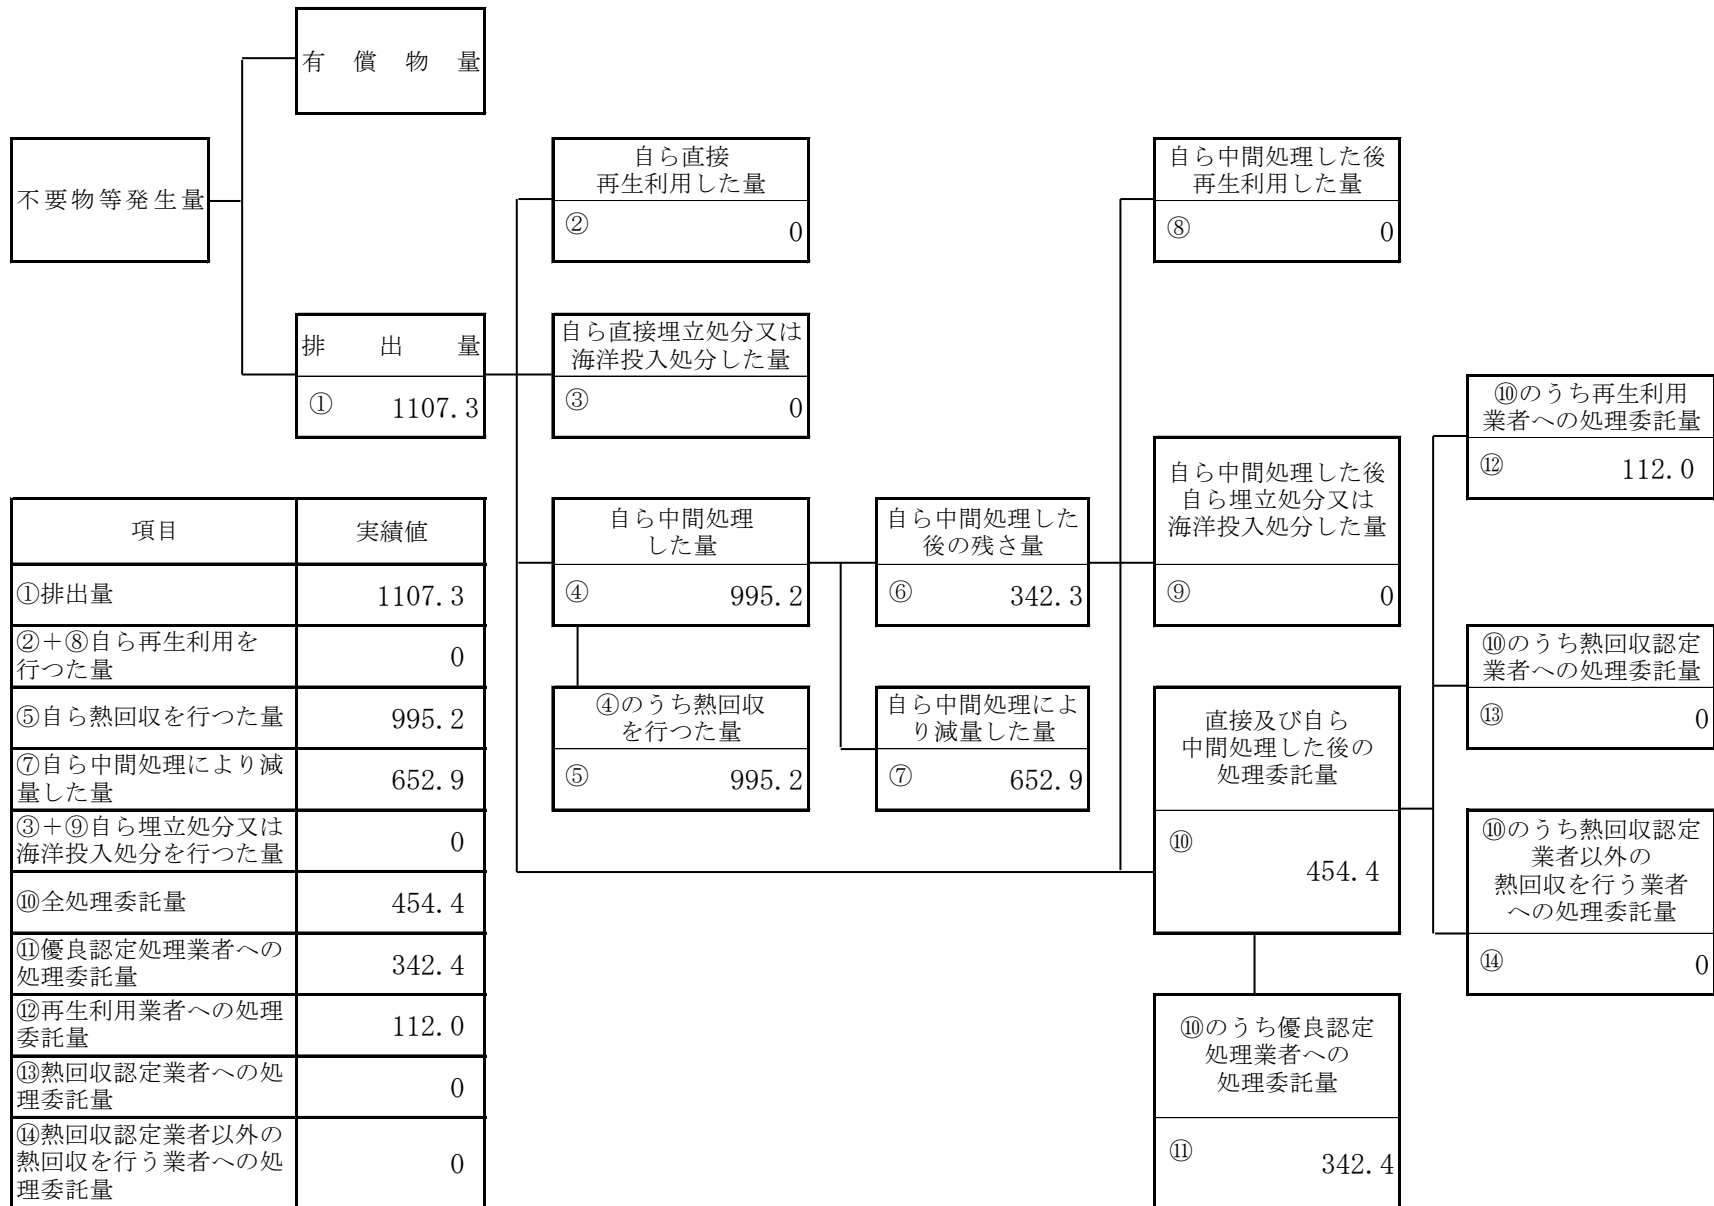 有償物量
不要物等発生量
排出量
① 1107.3
自ら直接
再生利用した量
② 0
自ら直接埋立処分又は
海洋投入処分した量
③ 0
自ら中間処理
した量
④ 995.2
④のうち熱回収
を行つた量
⑤ 995.2
自ら中間処理した
後の残さ量
⑥ 342.3
自ら中間処理によ
り減量した量
⑦ 652.9
自ら中間処理した後
再生利用した量
⑧ 0
自ら中間処理した後
自ら埋立処分又は
海洋投入処分した量
⑨ 0
直接及び自ら
中間処理した後の
処理委託量
⑩
454.4
⑩のうち優良認定
処理業者への
処理委託量
⑪ 342.4
⑩のうち再生利用
業者への処理委託量
⑫ 112.0
⑩のうち熱回収認定
業者への処理委託量
⑬ 0
⑩のうち熱回収認定
業者以外の
熱回収を行う業者
への処理委託量
⑭ 0
項目 実績値
①排出量 1107.3
②＋⑧自ら再生利用を
行つた量 0
⑤自ら熱回収を行つた量 995.2
⑦自ら中間処理により減
量した量 652.9
③＋⑨自ら埋立処分又は
海洋投入処分を行つた量 0
⑩全処理委託量 454.4
⑪優良認定処理業者への
処理委託量 342.4
⑫再生利用業者への処理
委託量 112.0
⑬熱回収認定業者への処
理委託量 0
⑭熱回収認定業者以外の
熱回収を行う業者への処
理委託量 0